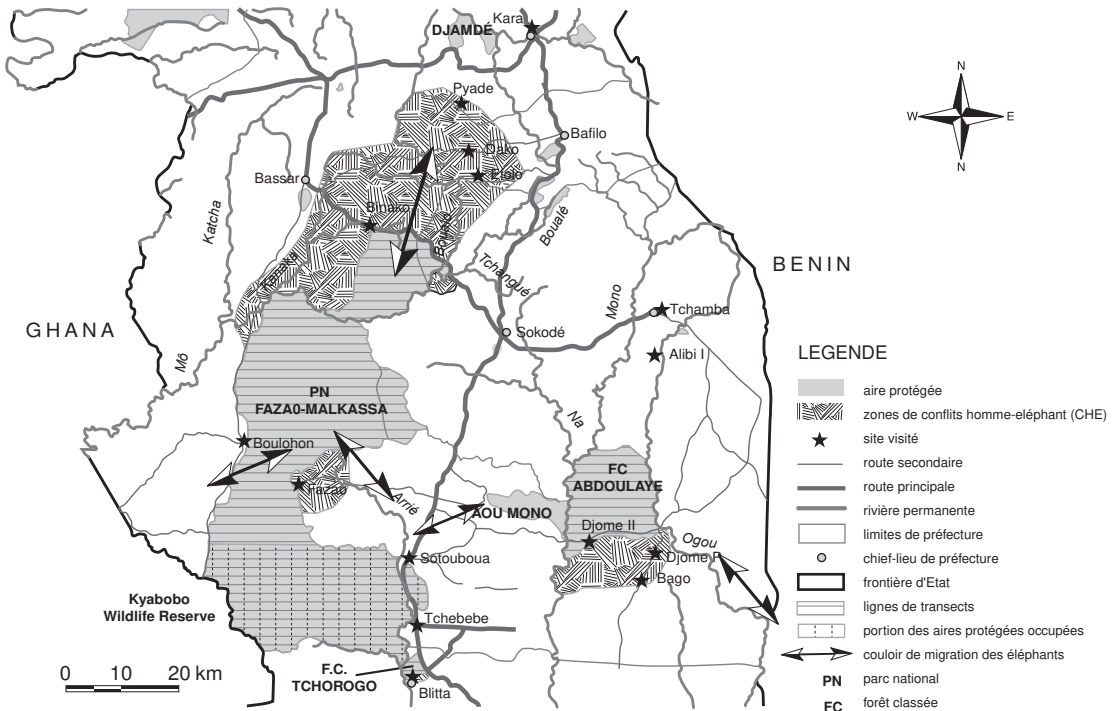 Kara
DJAMDÉ
Pyade
Bafilo
Dako
Elolo
Bassar
Binako
Katcha
Boualé
Kamaka
Tchangué
Mono
Tchamba
BENIN
GHANA
Sokodé
Alibi I
Mô
PN
FAZAO-MALKASSA
Na
Boulohon
Fazao
Arrié
AOU MONO
FC
ABDOULAYE
Djome II
Ogou
Djome I
Bago
Sotouboua
Kyabobo
Wildlife Reserve
Tchebebe
F.C.
TCHOROGO
Blitta
0 10 20 km
N
W E
N
LEGENDE
aire protégée
zones de conflits homme-eléphant (CHE)
site visité
route secondaire
route principale
rivière permanente
limites de préfecture
chief-lieu de préfecture
frontière d'Etat
lignes de transects
portion des aires protégées occupées
couloir de migration des éléphants
PN parc national
FC forêt classée